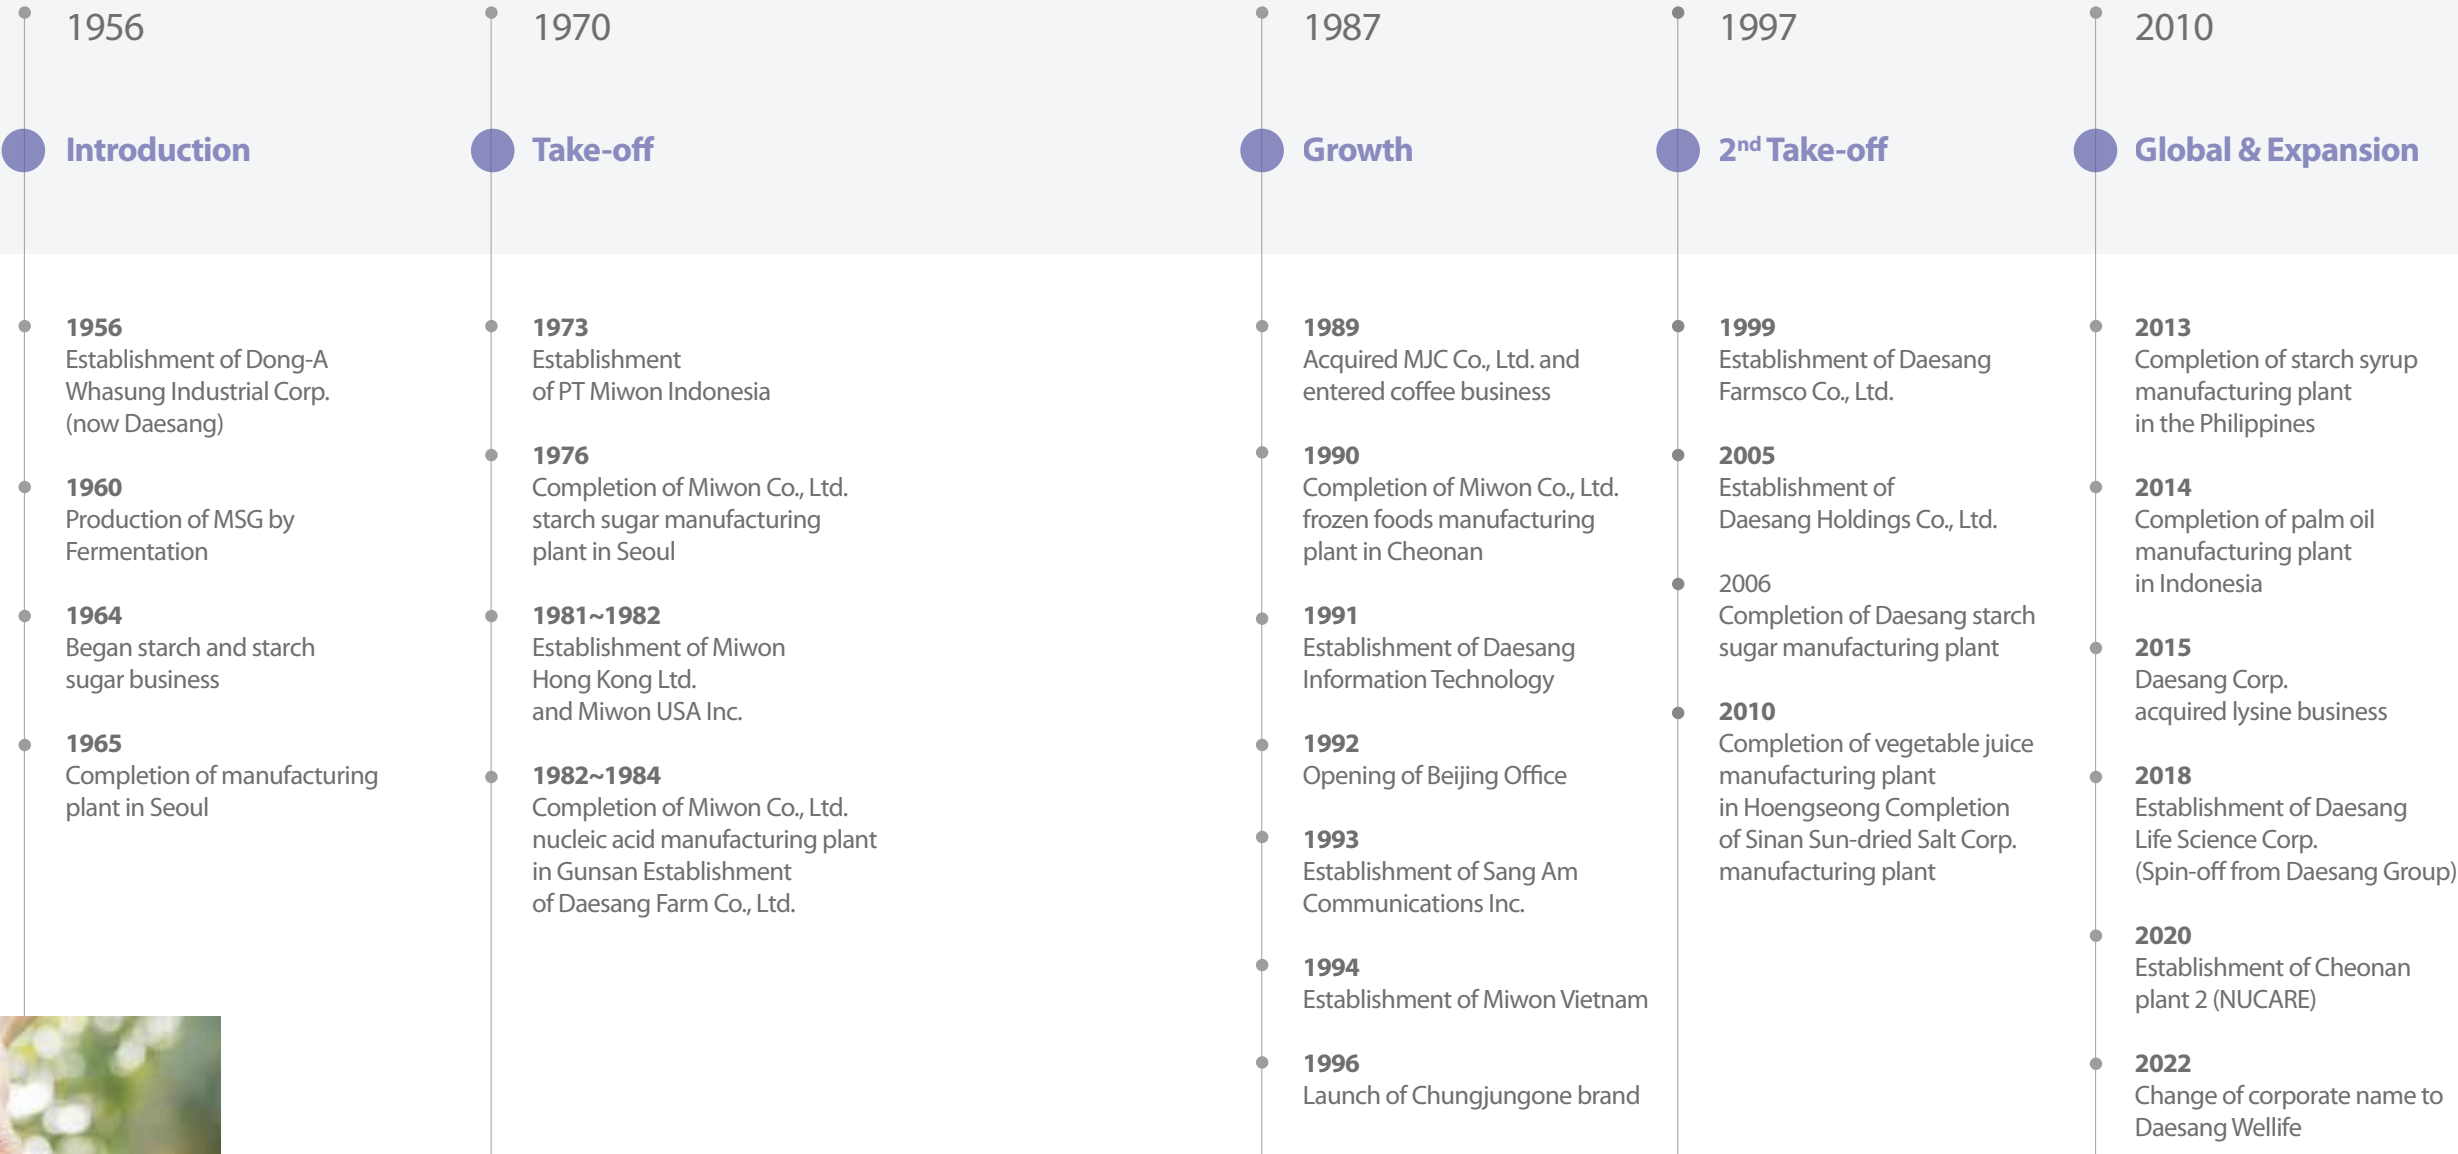 1956
Introduction
1956
Establishment of Dong-A
Whasung Industrial Corp.
(now Daesang)
1960
Production of MSG by
Fermentation
1964
Began starch and starch
sugar business
1965
Completion of manufacturing
plant in Seoul
1970
Take-off
1973
Establishment
of PT Miwon Indonesia
1976
Completion of Miwon Co., Ltd.
starch sugar manufacturing
plant in Seoul
1981~1982
Establishment of Miwon
Hong Kong Ltd.
and Miwon USA Inc.
1982~1984
Completion of Miwon Co., Ltd.
nucleic acid manufacturing plant
in Gunsan Establishment
of Daesang Farm Co., Ltd.
1987
Growth
1989
Acquired MJC Co., Ltd. and
entered coffee business
1990
Completion of Miwon Co., Ltd.
frozen foods manufacturing
plant in Cheonan
1991
Establishment of Daesang
Information Technology
1992
Opening of Beijing Office
1993
Establishment of Sang Am
Communications Inc.
1994
Establishment of Miwon Vietnam
1996
Launch of Chungjungone brand
1997
2nd Take-off
1999
Establishment of Daesang
Farmsco Co., Ltd.
2005
Establishment of
Daesang Holdings Co., Ltd.
2006
Completion of Daesang starch
sugar manufacturing plant
2010
Completion of vegetable juice
manufacturing plant
in Hoengseong Completion
of Sinan Sun-dried Salt Corp.
manufacturing plant
2010
Global & Expansion
2013
Completion of starch syrup
manufacturing plant
in the Philippines
2014
Completion of palm oil
manufacturing plant
in Indonesia
2015
Daesang Corp.
acquired lysine business
2018
Establishment of Daesang
Life Science Corp.
(Spin-off from Daesang Group)
2020
Establishment of Cheonan
plant 2 (NUCARE)
2022
Change of corporate name to
Daesang Wellife